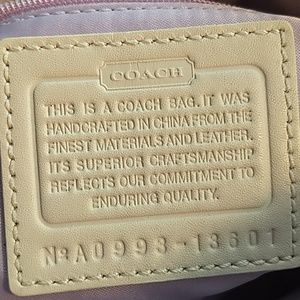 COACH
THIS IS A COACH BAG. IT WAS
HANDCRAFTED IN CHINA FROM THE
FINEST MATERIALS AND LEATHER.
ITS SUPERIOR CRAFTSMANSHIP
REFLECTS OUR COMMITMENT TO
ENDURING QUALITY.
No A0993-13601